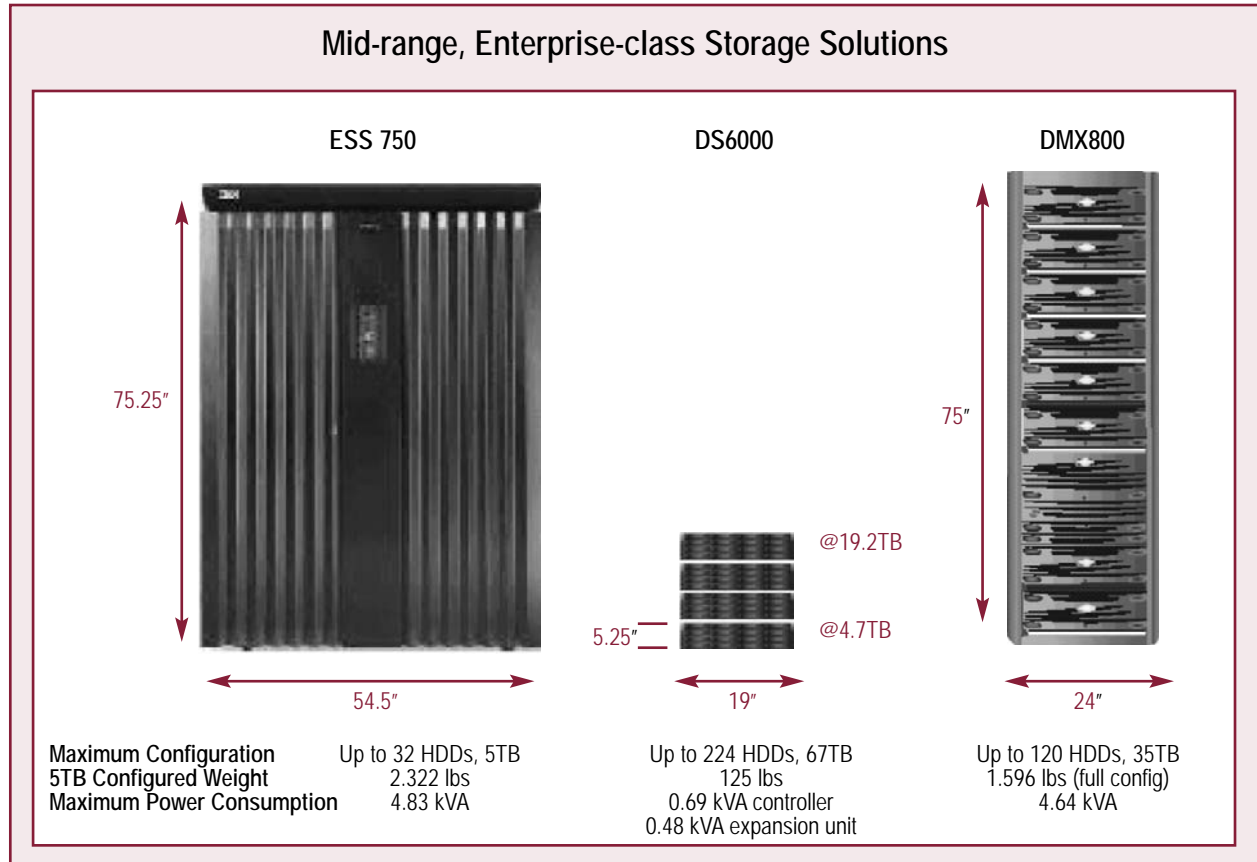 Mid-range, Enterprise-class Storage Solutions
ESS 750
DS6000
DMX800
IBM
75.25"
54.5"
@19.2TB
@4.7TB
5.25"
19"
75"
24"
Maximum Configuration Up to 32 HDDs, 5TB Up to 224 HDDs, 67TB Up to 120 HDDs, 35TB
5TB Configured Weight 2.322 lbs 125 lbs 1.596 lbs (full config)
Maximum Power Consumption 4.83 kVA 0.69 kVA controller 4.64 kVA
0.48 kVA expansion unit